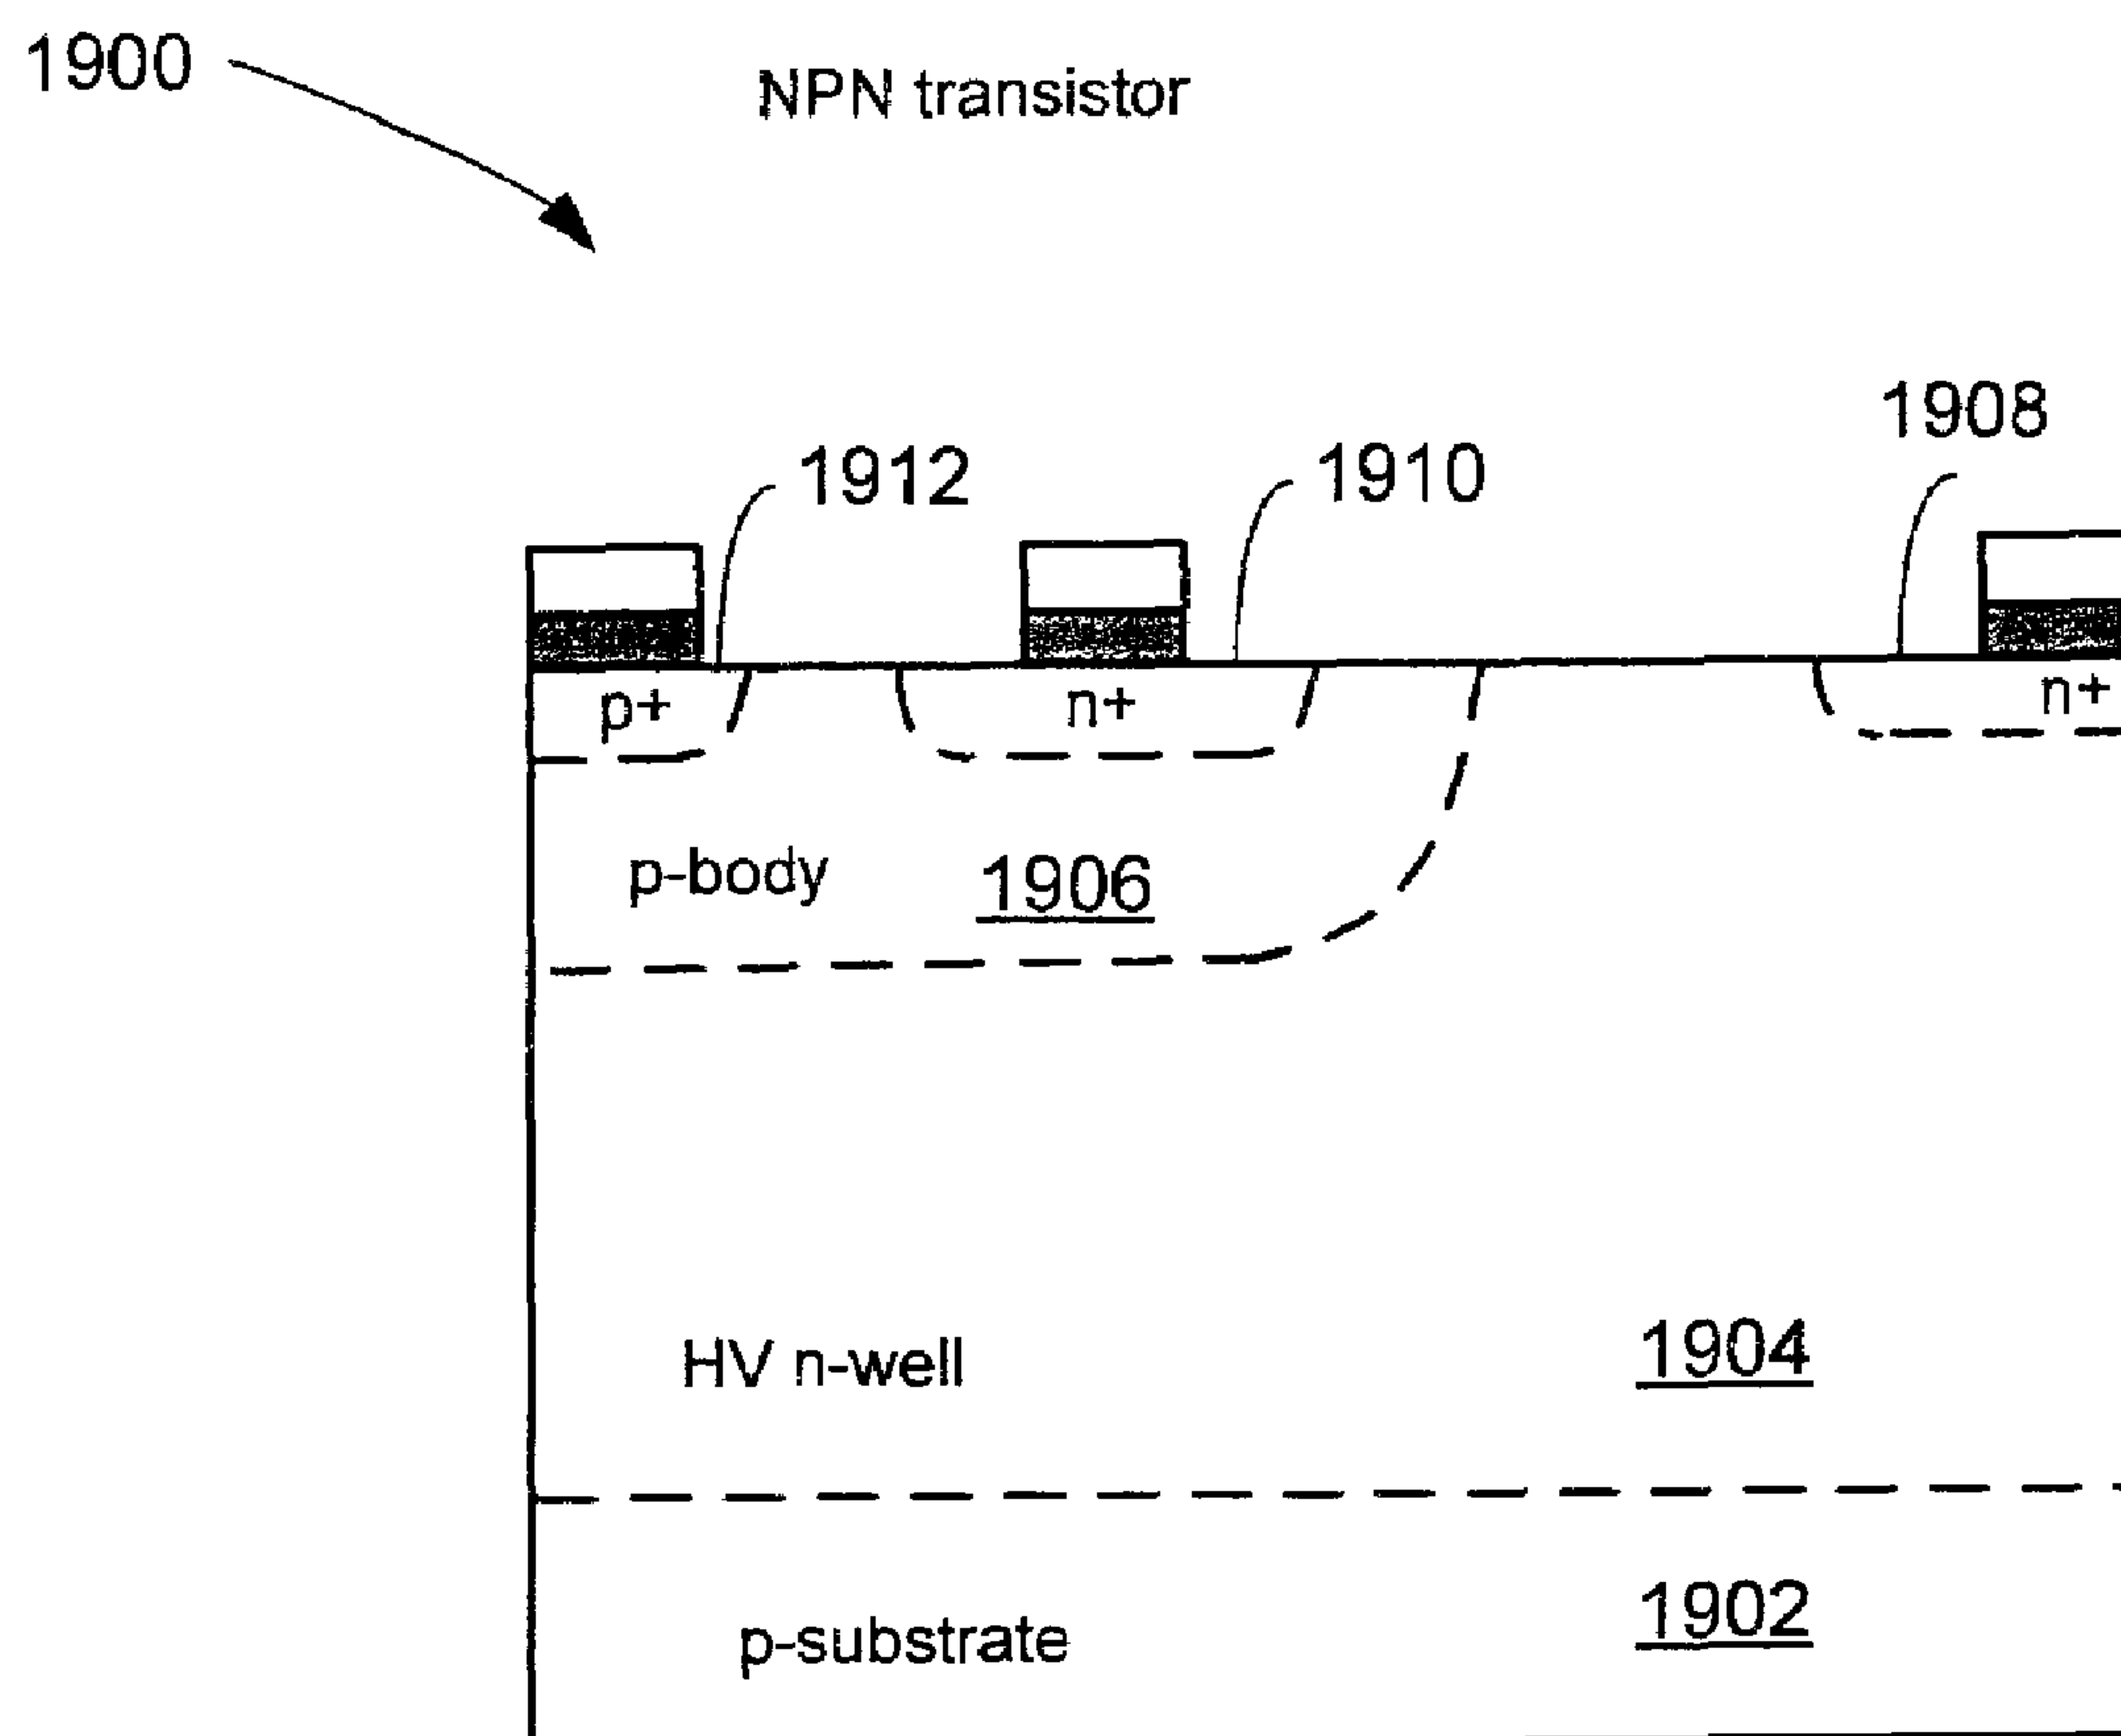 1900
NPN transistor
1908
1912
1910
p+
n+
n+
p-body
1906
HV n-well
1904
p-substrate
1902